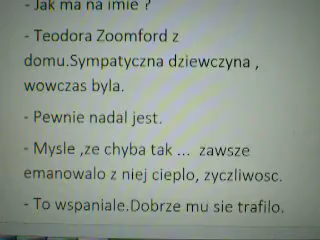 - Jak ma na imie ?
- Teodora Zoomford z
domu.Sympatyczna dziewczyna ,
wowczas byla.
- Pewnie nadal jest.
- Mysle ,ze chyba tak ... zawsze
emanowalo z niej cieplo, zyczliwosc.
- To wspaniale.Dobrze mu sie trafilo.